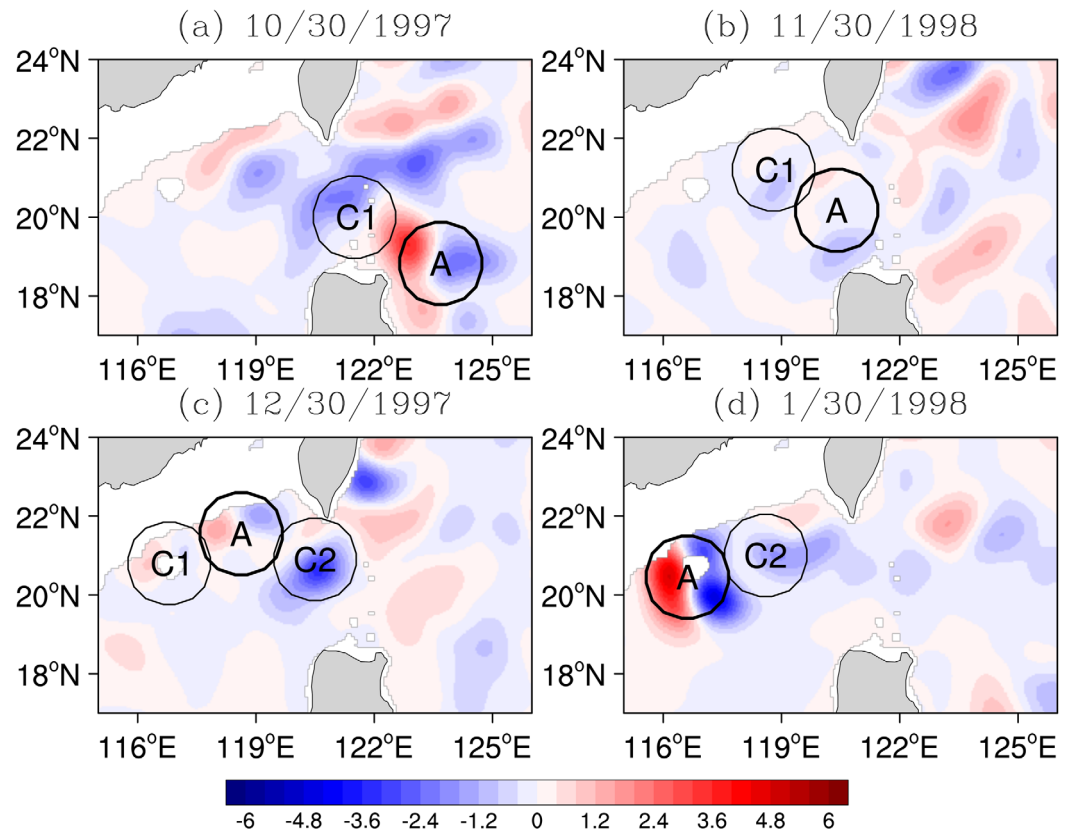 (a) 10/30/1997
(b) 11/30/1998
24°N
22°N
20°N
18°N
C1
A
116°E 119°E 122°E 125°E
24°N
22°N
20°N
18°N
C1
A
116°E 119°E 122°E 125°E
(c) 12/30/1997
(d) 1/30/1998
24°N
22°N
20°N
18°N
C1
A
C2
116°E 119°E 122°E 125°E
24°N
22°N
20°N
18°N
A
C2
116°E 119°E 122°E 125°E
-6 -4.8 -3.6 -2.4 -1.2 0 1.2 2.4 3.6 4.8 6